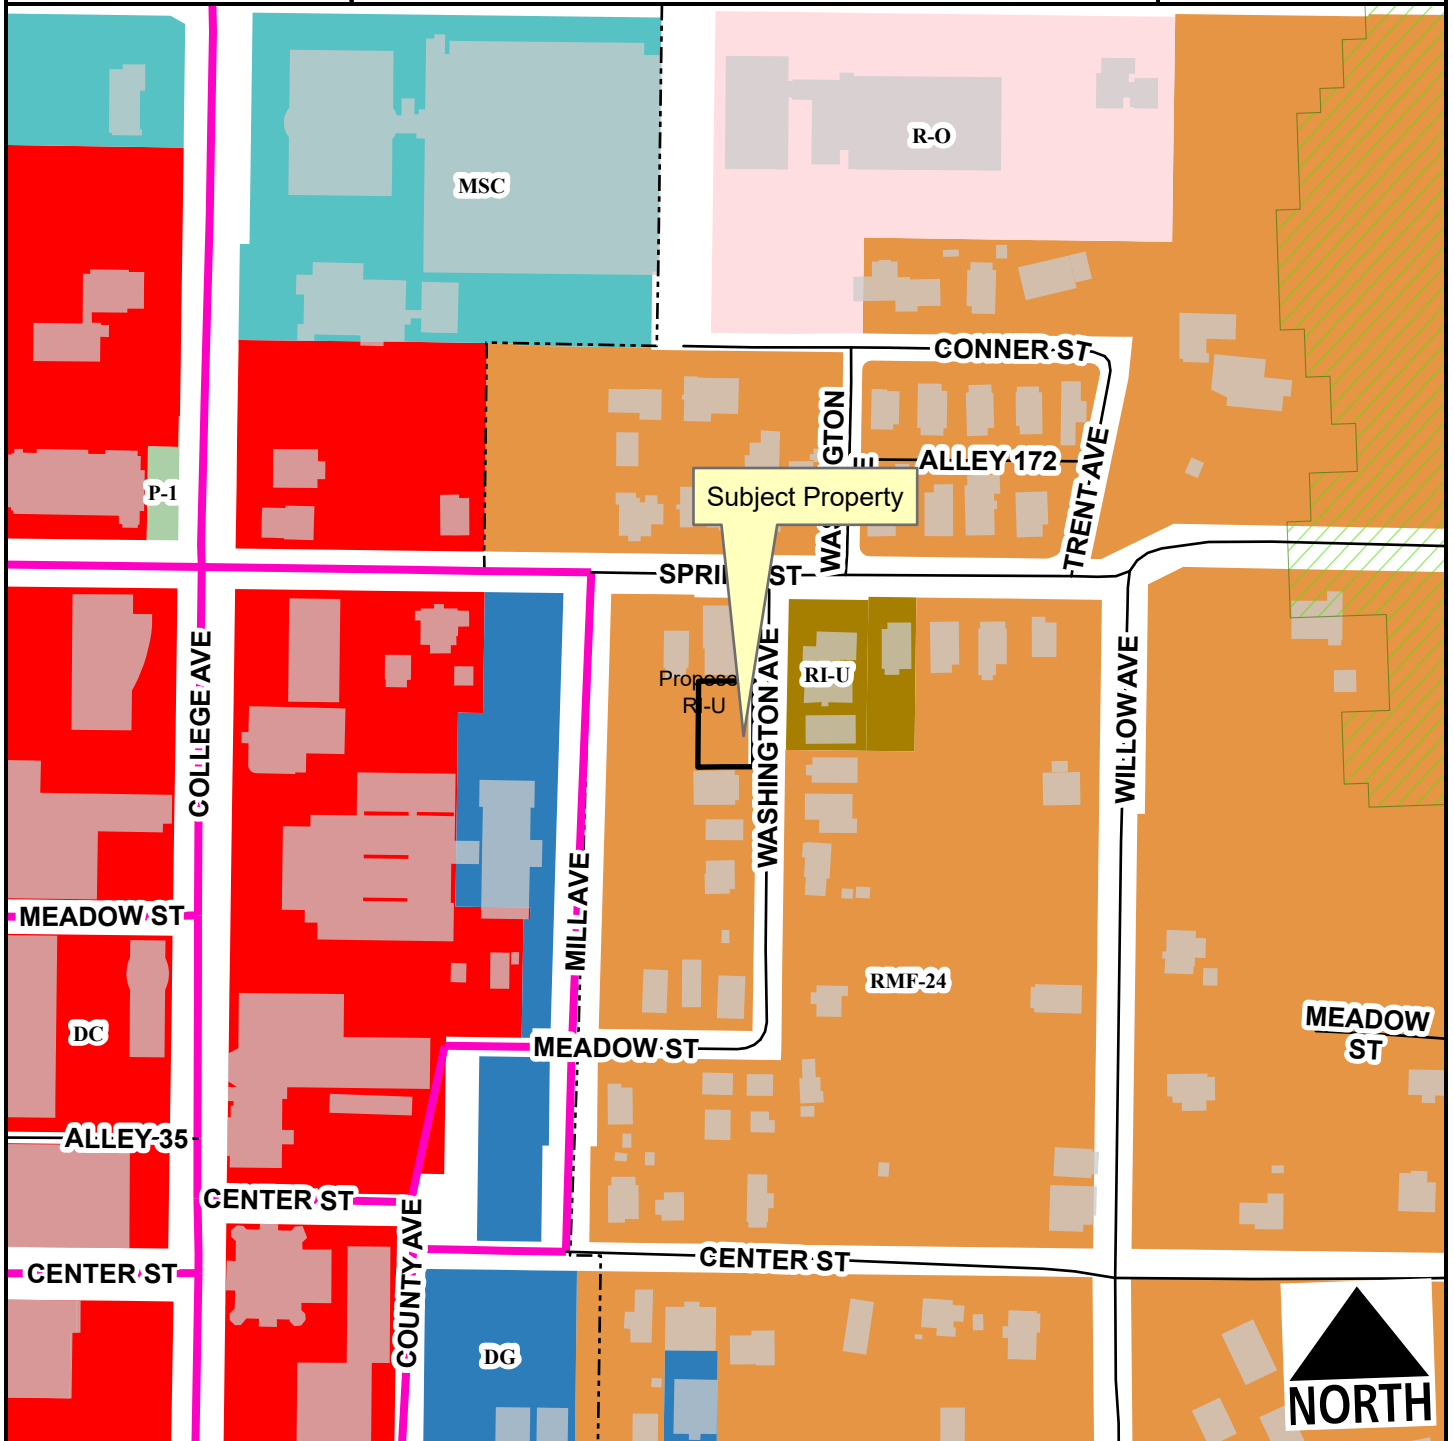 R-O
MSC
CONNER ST
WASHINGTON
ALLEY 172
TRENT AVE
P-1
Subject Property
SPRING ST
COLLEGE AVE
WASHINGTON AVE
WILLOW AVE
RI-U
RI-U
MILL AVE
MEADOW ST
RMF-24
MEADOW
ST
DC
MEADOW ST
ALLEY 35
CENTER ST
COUNTY AVE
CENTER ST
CENTER ST
DG
NORTH